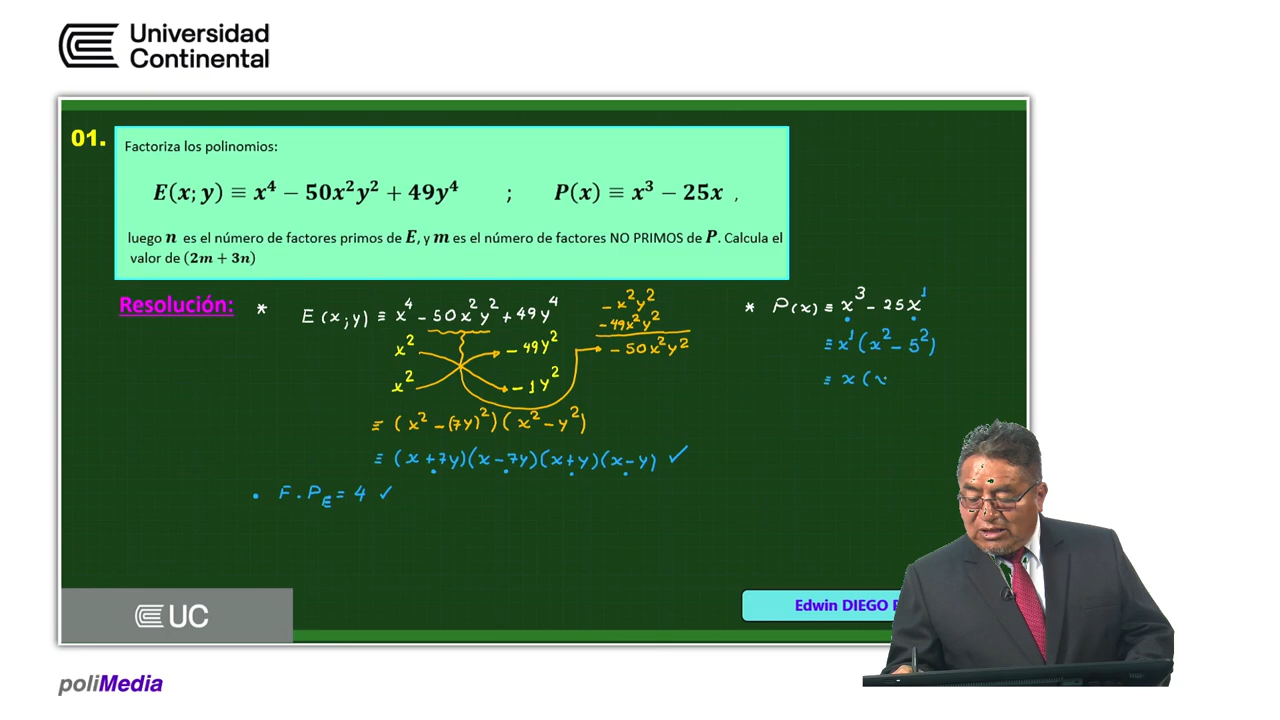 Universidad
Continental
01.
Factoriza los polinomios:
E(x; y) ≡ x⁴ − 50x²y² + 49y⁴ ; P(x) ≡ x³ − 25x ,
luego n es el número de factores primos de E, y m es el número de factores NO PRIMOS de P. Calcula el
valor de (2m + 3n)
Resolución:
* E(x;y) ≡ x⁴ − 50x²y² + 49y⁴
x² − 49y²
x² − 1y²
− x²y²
− 49x²y²
− 50x²y²
≡ (x² − (7y)²)(x² − y²)
≡ (x+7y)(x−7y)(x+y)(x−y) ✓
• F.P_E = 4 ✓
* P(x) ≡ x³ − 25x¹
≡ x¹(x² − 5²)
≡ x(
UC
Edwin DIEGO
poliMedia